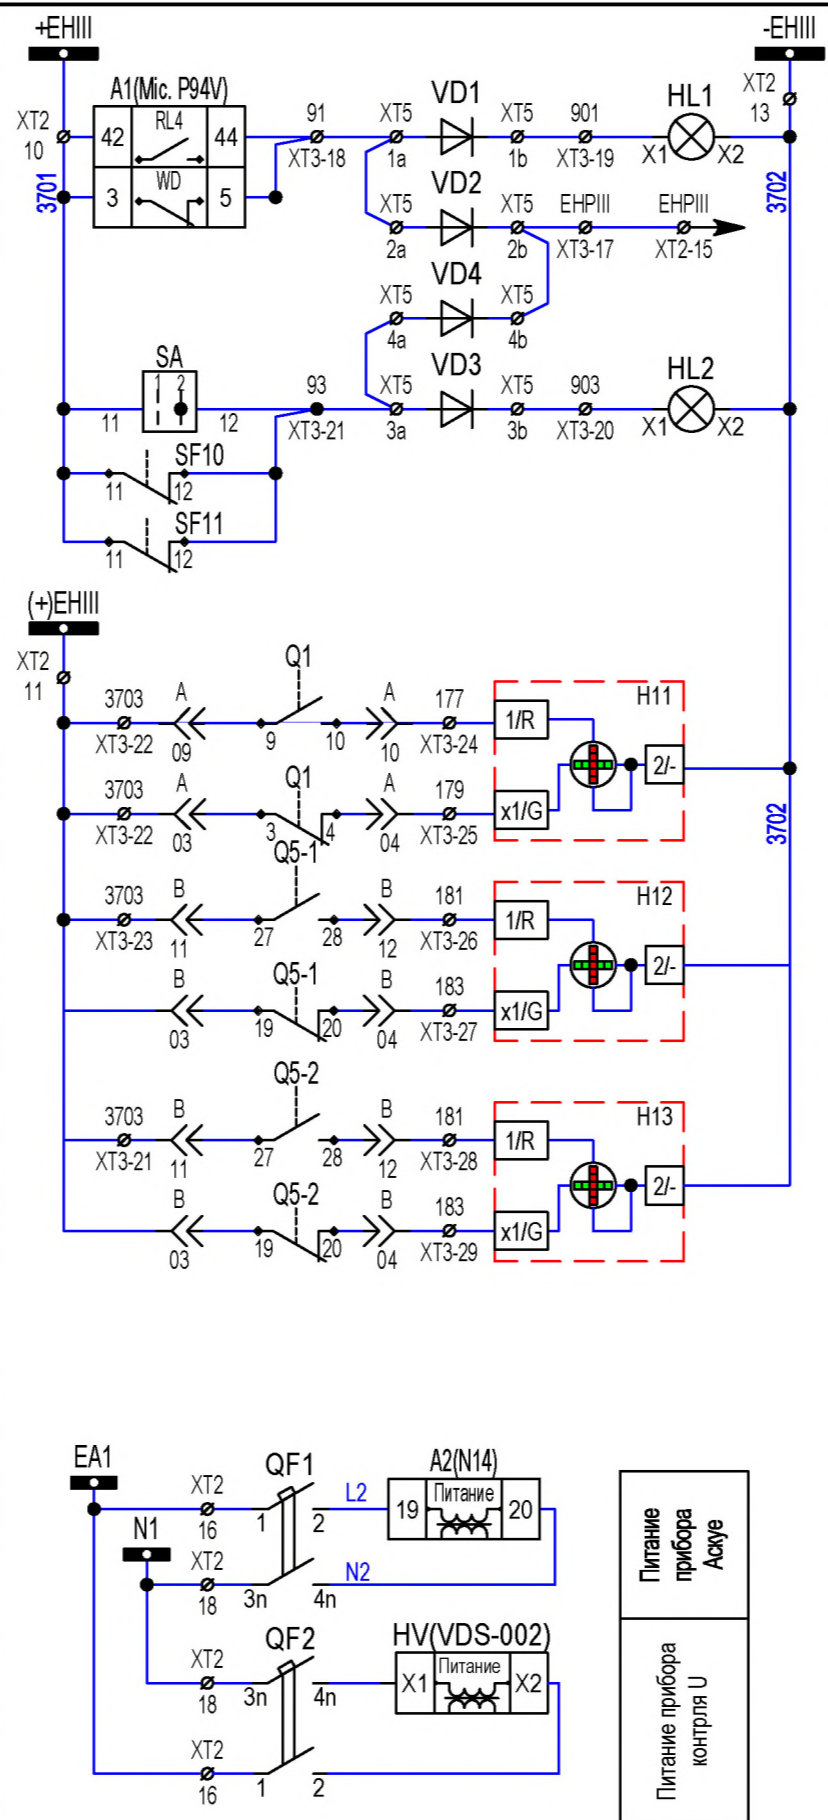 +EHIII
-EHIII
A1(Mic. P94V)
XT2
10
42
RL4
44
3
WD
5
3701
91
XT3-18
XT5
1a
VD1
XT5
1b
901
XT3-19
HL1
X1
X2
XT2
13
3702
XT5
2a
VD2
XT5
2b
EHPIII
XT3-17
EHPIII
XT2-15
XT5
4a
VD4
XT5
4b
SA
1 2
11
12
93
XT3-21
XT5
3a
VD3
XT5
3b
903
XT3-20
HL2
X1
X2
SF10
11
12
SF11
11
12
(+)EHIII
XT2
11
3703
XT3-22
A
09
Q1
9
10
A
10
177
XT3-24
1/R
H11
3703
XT3-22
A
03
Q1
3
4
A
04
179
XT3-25
x1/G
2/-
3702
3703
XT3-23
B
11
Q5-1
27
28
B
12
181
XT3-26
1/R
H12
B
03
Q5-1
19
20
B
04
183
XT3-27
x1/G
2/-
3703
XT3-21
B
11
Q5-2
27
28
B
12
181
XT3-28
1/R
H13
B
03
Q5-2
19
20
B
04
183
XT3-29
x1/G
2/-
EA1
XT2
16
QF1
1
2
L2
A2(N14)
19
Питание
20
N1
XT2
18
3n
4n
N2
XT2
18
QF2
3n
4n
HV(VDS-002)
X1
Питание
X2
XT2
16
1
2
Питание
прибора
Аскуе
Питание прибора
контрля U